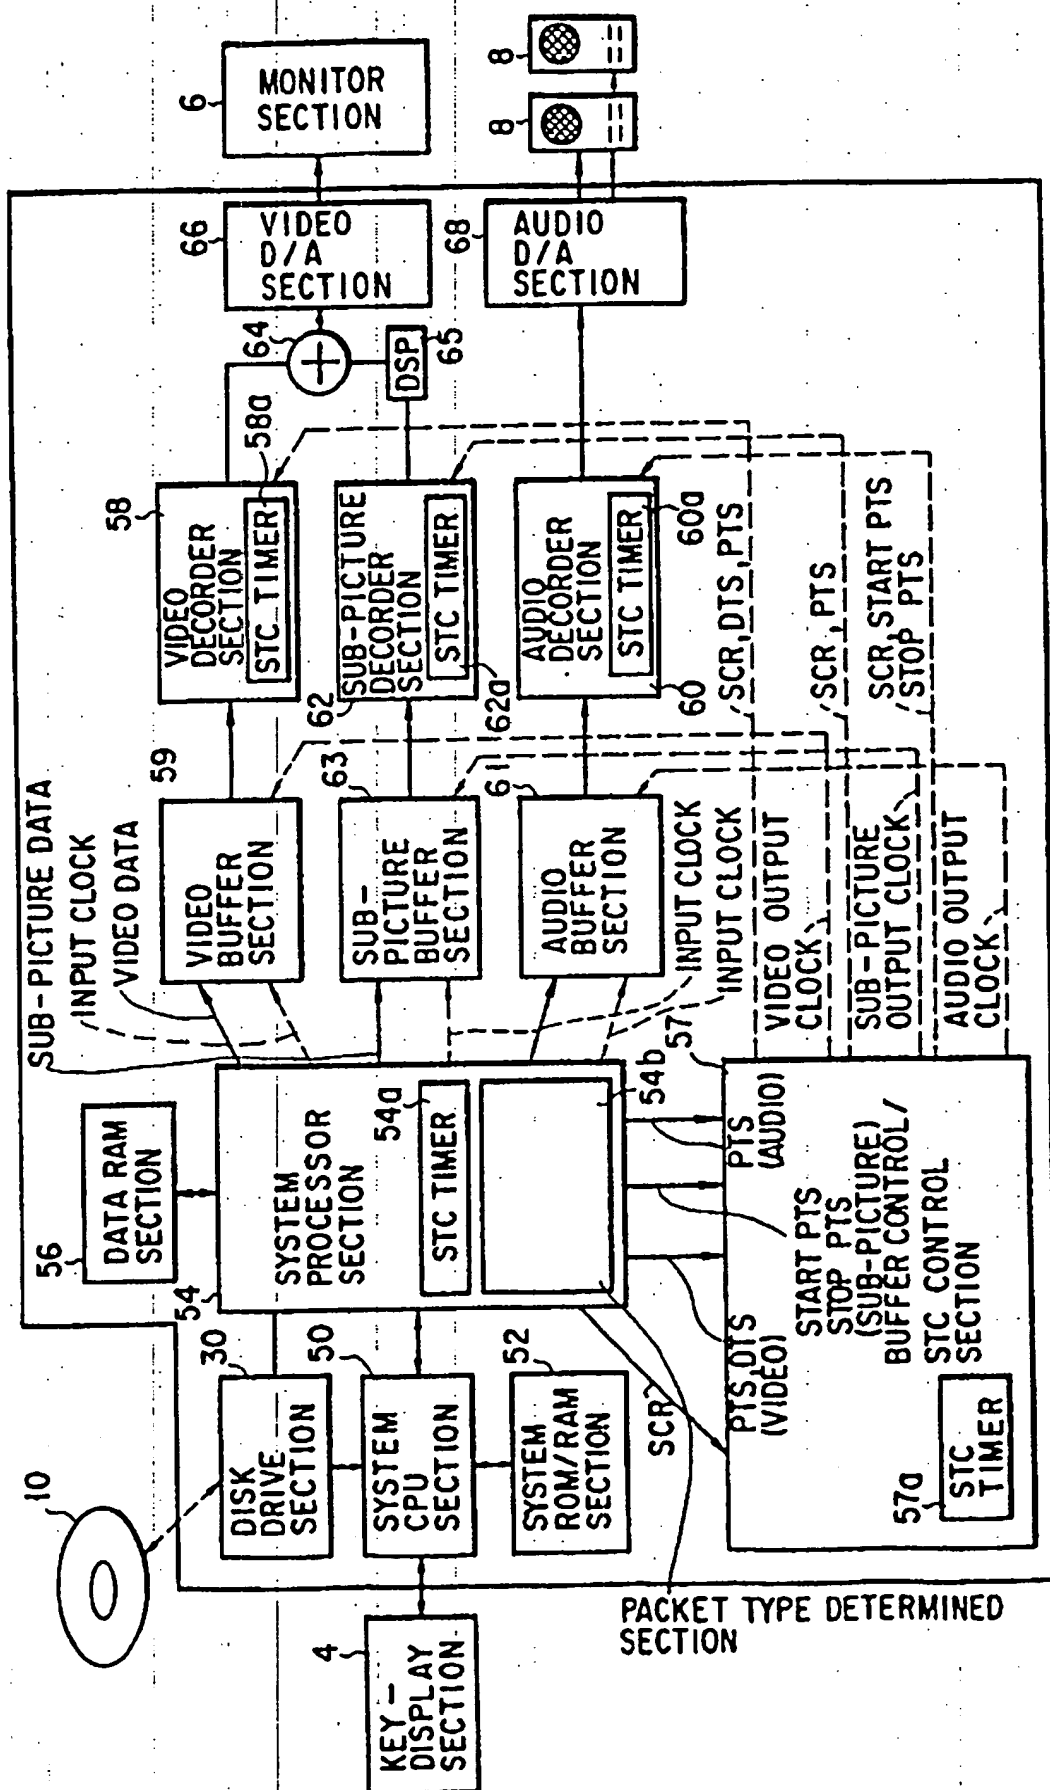 10
4
KEY-
DISPLAY
SECTION
30
DISK
DRIVE
SECTION
50
SYSTEM
CPU
SECTION
52
SYSTEM
ROM/RAM
SECTION
56
DATA RAM
SECTION
54
SYSTEM
PROCESSOR
SECTION
54a
STC TIMER
54b
PACKET TYPE DETERMINED
SECTION
SUB-PICTURE DATA
INPUT CLOCK
VIDEO DATA
59
VIDEO
BUFFER
SECTION
63
SUB-
PICTURE
BUFFER
SECTION
61
AUDIO
BUFFER
SECTION
INPUT CLOCK
INPUT CLOCK
58
VIDEO
DECORDER
SECTION
58a
STC TIMER
62
SUB-PICTURE
DECORDER
SECTION
STC TIMER
62a
AUDIO
DECORDER
SECTION
STC TIMER
60a
60
64
65
DSP
66
VIDEO
D/A
SECTION
68
AUDIO
D/A
SECTION
6
MONITOR
SECTION
8
8
SCR, DTS, PTS
SCR, PTS
SCR, START PTS
STOP PTS
VIDEO OUTPUT
CLOCK
SUB-PICTURE
OUTPUT CLOCK
AUDIO OUTPUT
CLOCK
57
SCR
PTS, DTS
(VIDEO)
START PTS
STOP PTS
(SUB-PICTURE)
PTS
(AUDIO)
BUFFER CONTROL/
STC CONTROL
SECTION
57a
STC
TIMER